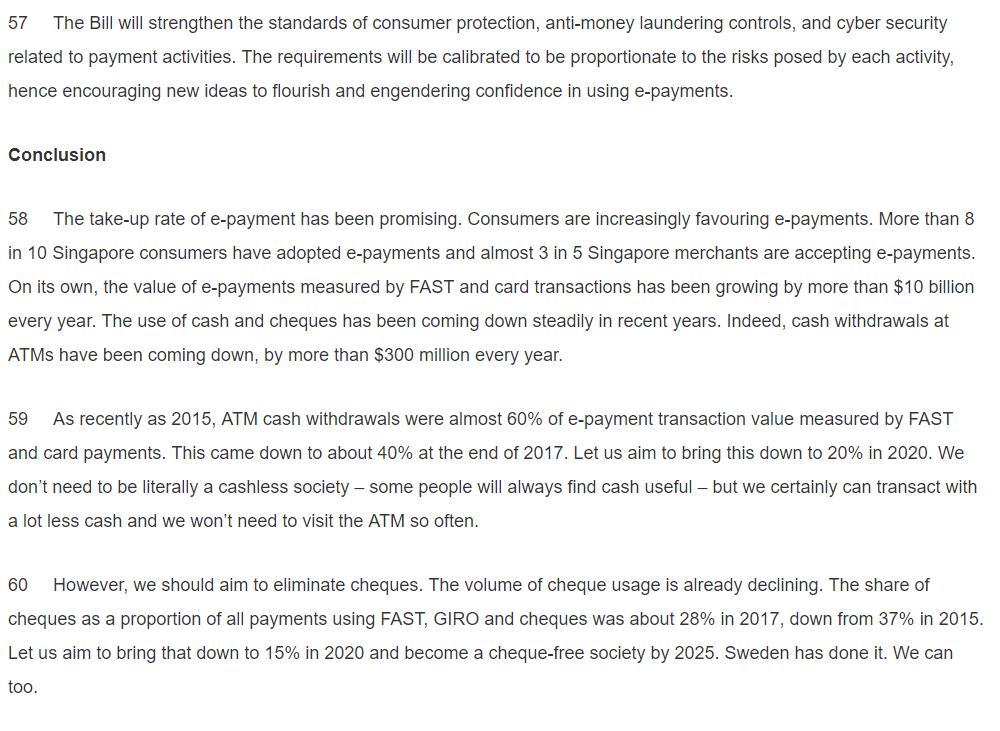 57 The Bill will strengthen the standards of consumer protection, anti-money laundering controls, and cyber security
related to payment activities. The requirements will be calibrated to be proportionate to the risks posed by each activity,
hence encouraging new ideas to flourish and engendering confidence in using e-payments.
Conclusion
58 The take-up rate of e-payment has been promising. Consumers are increasingly favouring e-payments. More than 8
in 10 Singapore consumers have adopted e-payments and almost 3 in 5 Singapore merchants are accepting e-payments.
On its own, the value of e-payments measured by FAST and card transactions has been growing by more than $10 billion
every year. The use of cash and cheques has been coming down steadily in recent years. Indeed, cash withdrawals at
ATMs have been coming down, by more than $300 million every year.
59 As recently as 2015, ATM cash withdrawals were almost 60% of e-payment transaction value measured by FAST
and card payments. This came down to about 40% at the end of 2017. Let us aim to bring this down to 20% in 2020. We
don’t need to be literally a cashless society – some people will always find cash useful – but we certainly can transact with
a lot less cash and we won’t need to visit the ATM so often.
60 However, we should aim to eliminate cheques. The volume of cheque usage is already declining. The share of
cheques as a proportion of all payments using FAST, GIRO and cheques was about 28% in 2017, down from 37% in 2015.
Let us aim to bring that down to 15% in 2020 and become a cheque-free society by 2025. Sweden has done it. We can
too.